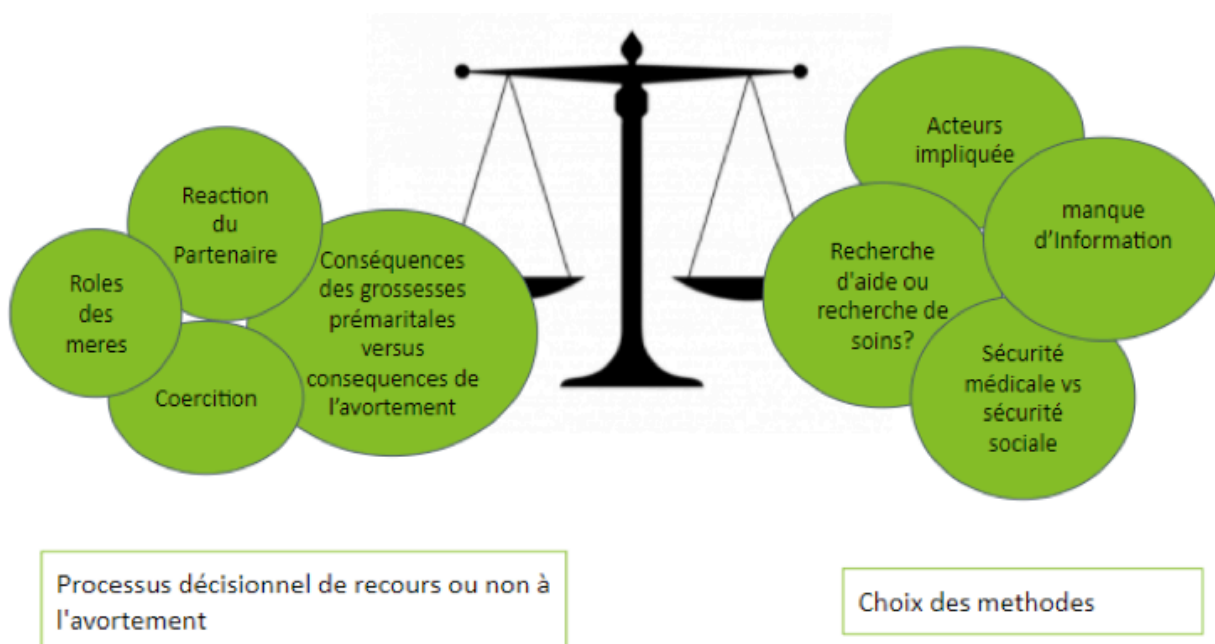 Reaction
du
Partenaire
Roles
des
meres
Coercition
Conséquences
des grossesses
prémaritales
versus
consequences de
l'avortement
Acteurs
impliquée
manque
d'Information
Recherche
d'aide ou
recherche de
soins?
Sécurité
médicale vs
sécurité
sociale
Processus décisionnel de recours ou non à
l'avortement
Choix des methodes